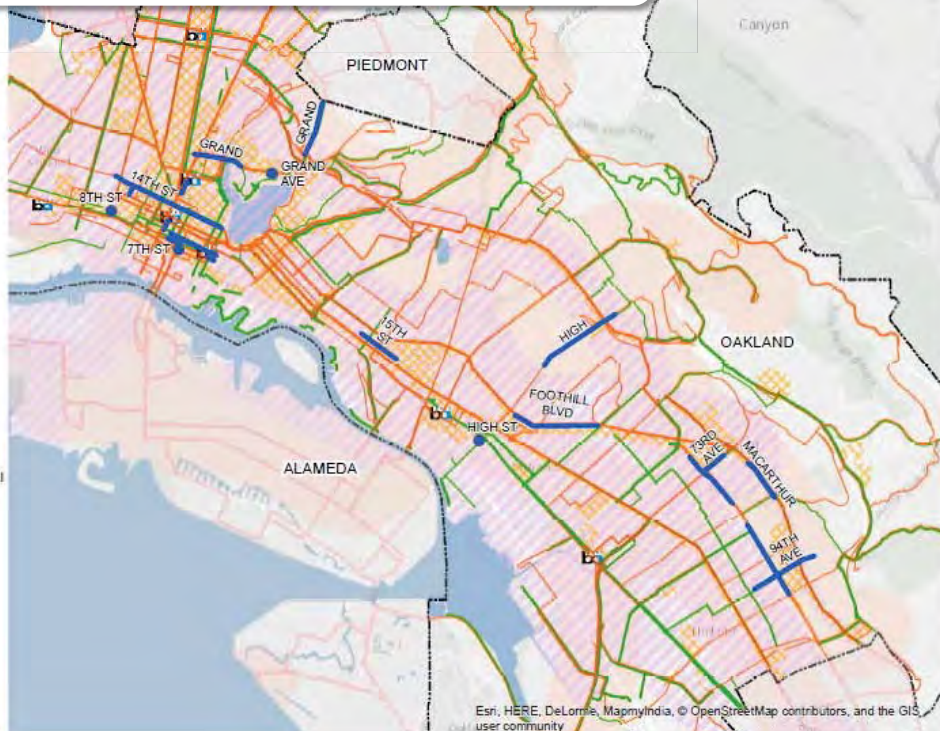 Canyon
PIEDMONT
GRAND
GRAND
GRAND
AVE
14TH ST
8TH ST
7TH ST
15TH
ST
HIGH
OAKLAND
FOOTHILL
BLVD
HIGH ST
73RD
AVE
MACARTHUR
ALAMEDA
94TH
AVE
Esri, HERE, DeLorme, MapmyIndia, © OpenStreetMap contributors, and the GIS
user community